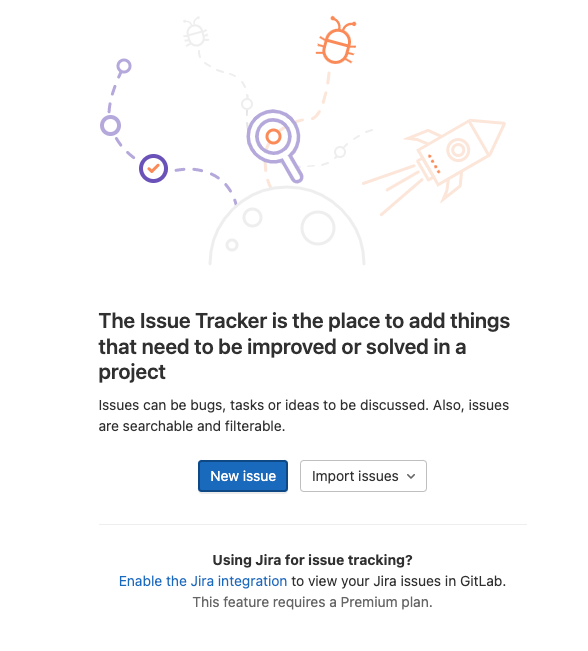 The Issue Tracker is the place to add things
that need to be improved or solved in a
project
Issues can be bugs, tasks or ideas to be discussed. Also, issues
are searchable and filterable.
New issue
Import issues
Using Jira for issue tracking?
Enable the Jira integration to view your Jira issues in GitLab.
This feature requires a Premium plan.